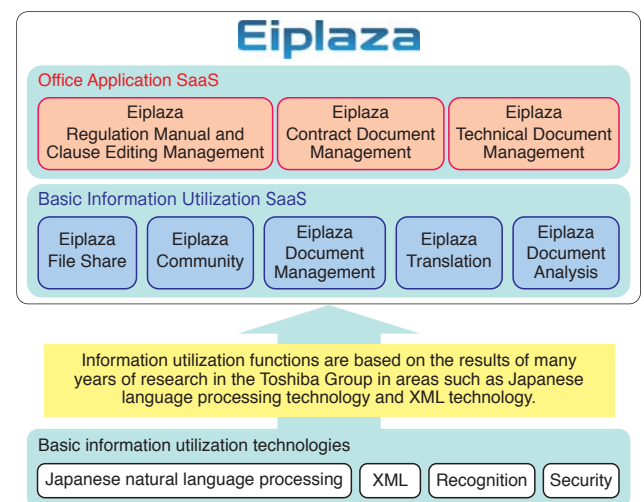 Eiplaza
Office Application SaaS
Eiplaza
Regulation Manual and
Clause Editing Management
Eiplaza
Contract Document
Management
Eiplaza
Technical Document
Management
Basic Information Utilization SaaS
Eiplaza
File Share
Eiplaza
Community
Eiplaza
Document
Management
Eiplaza
Translation
Eiplaza
Document
Analysis
Information utilization functions are based on the results of many
years of research in the Toshiba Group in areas such as Japanese
language processing technology and XML technology.
Basic information utilization technologies
Japanese natural language processing
XML
Recognition
Security